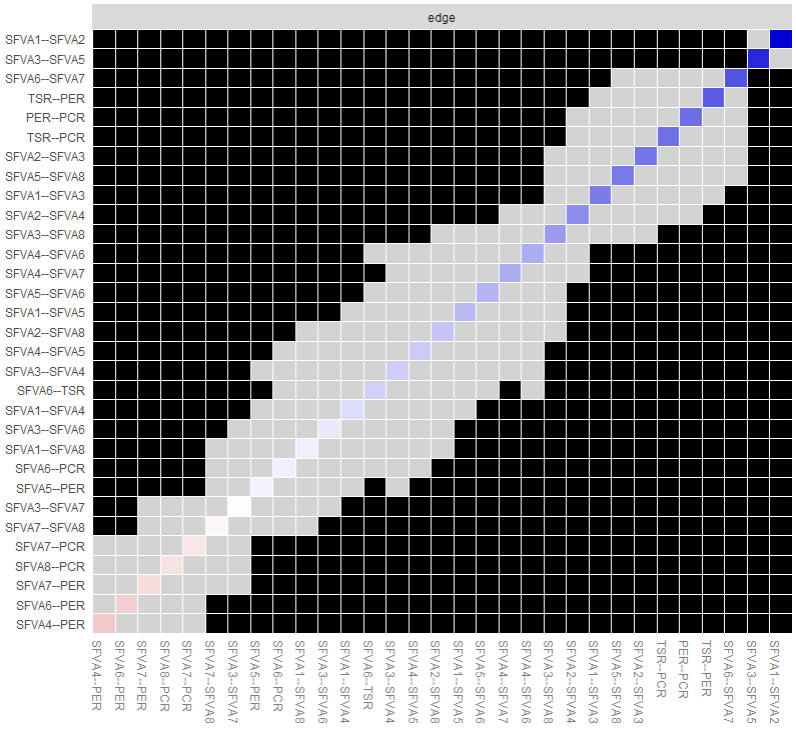 edge
SFVA1--SFVA2
SFVA3--SFVA5
SFVA6--SFVA7
TSR--PER
PER--PCR
TSR--PCR
SFVA2--SFVA3
SFVA5--SFVA8
SFVA1--SFVA3
SFVA2--SFVA4
SFVA3--SFVA8
SFVA4--SFVA6
SFVA4--SFVA7
SFVA5--SFVA6
SFVA1--SFVA5
SFVA2--SFVA8
SFVA4--SFVA5
SFVA3--SFVA4
SFVA6--TSR
SFVA1--SFVA4
SFVA3--SFVA6
SFVA1--SFVA8
SFVA6--PCR
SFVA5--PER
SFVA3--SFVA7
SFVA7--SFVA8
SFVA7--PCR
SFVA8--PCR
SFVA7--PER
SFVA6--PER
SFVA4--PER
SFVA4--PER
SFVA6--PER
SFVA7--PER
SFVA8--PCR
SFVA7--PCR
SFVA7--SFVA8
SFVA3--SFVA7
SFVA5--PER
SFVA6--PCR
SFVA1--SFVA8
SFVA3--SFVA6
SFVA1--SFVA4
SFVA6--TSR
SFVA3--SFVA4
SFVA4--SFVA5
SFVA2--SFVA8
SFVA1--SFVA5
SFVA5--SFVA6
SFVA4--SFVA7
SFVA4--SFVA6
SFVA3--SFVA8
SFVA2--SFVA4
SFVA1--SFVA3
SFVA5--SFVA8
SFVA2--SFVA3
TSR--PCR
PER--PCR
TSR--PER
SFVA6--SFVA7
SFVA3--SFVA5
SFVA1--SFVA2